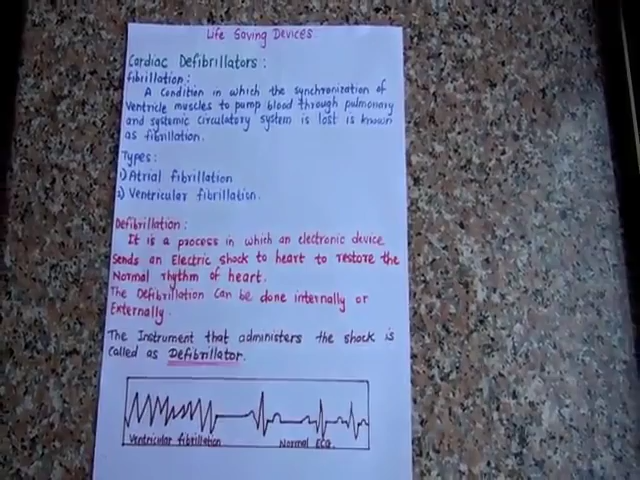 Life Saving Devices
Cardiac Defibrillators :
Fibrillation :
A Condition in which the synchronization of
Ventricle muscles to pump blood through pulmonary
and systemic circulatory system is lost is known
as fibrillation.
Types :
1) Atrial fibrillation
2) Ventricular fibrillation.
Defibrillation :
It is a process in which an electronic device
Sends an Electric shock to heart to restore the
Normal rhythm of heart.
The Defibrillation Can be done internally or
Externally.
The Instrument that administers the shock is
Called as Defibrillator.
Ventricular fibrillation Normal ECG.